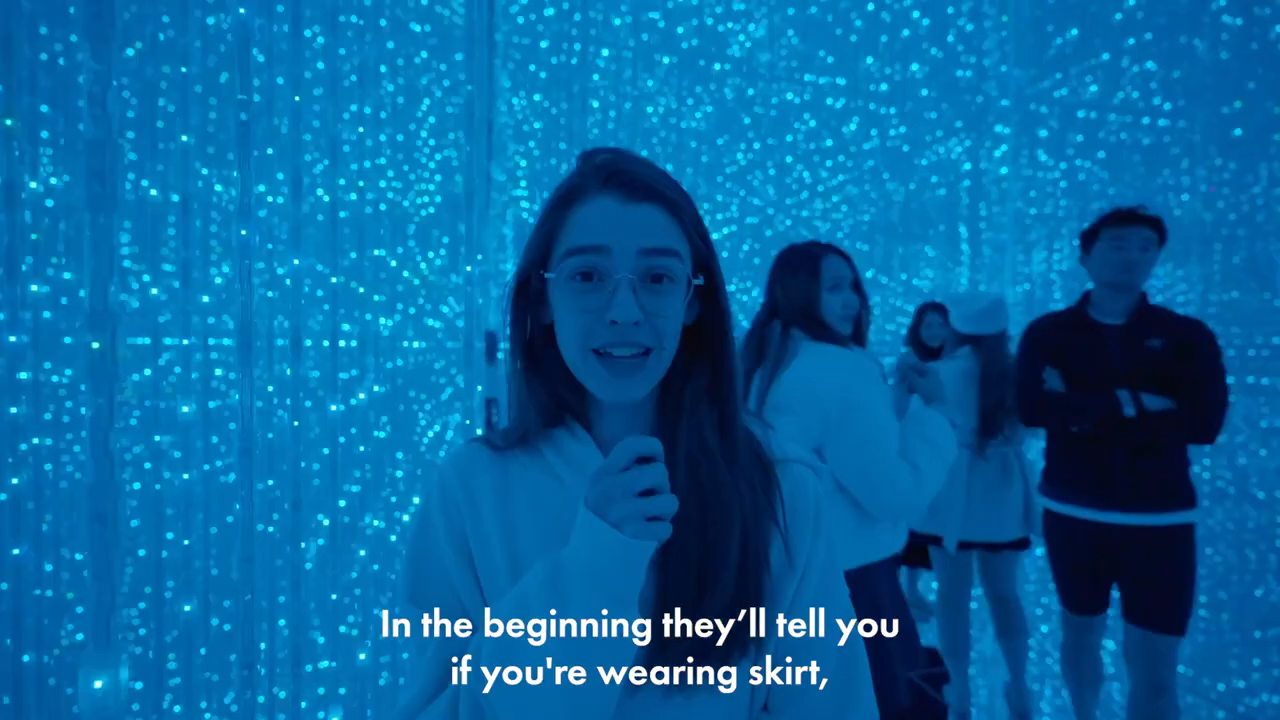 In the beginning they’ll tell you
if you're wearing skirt,